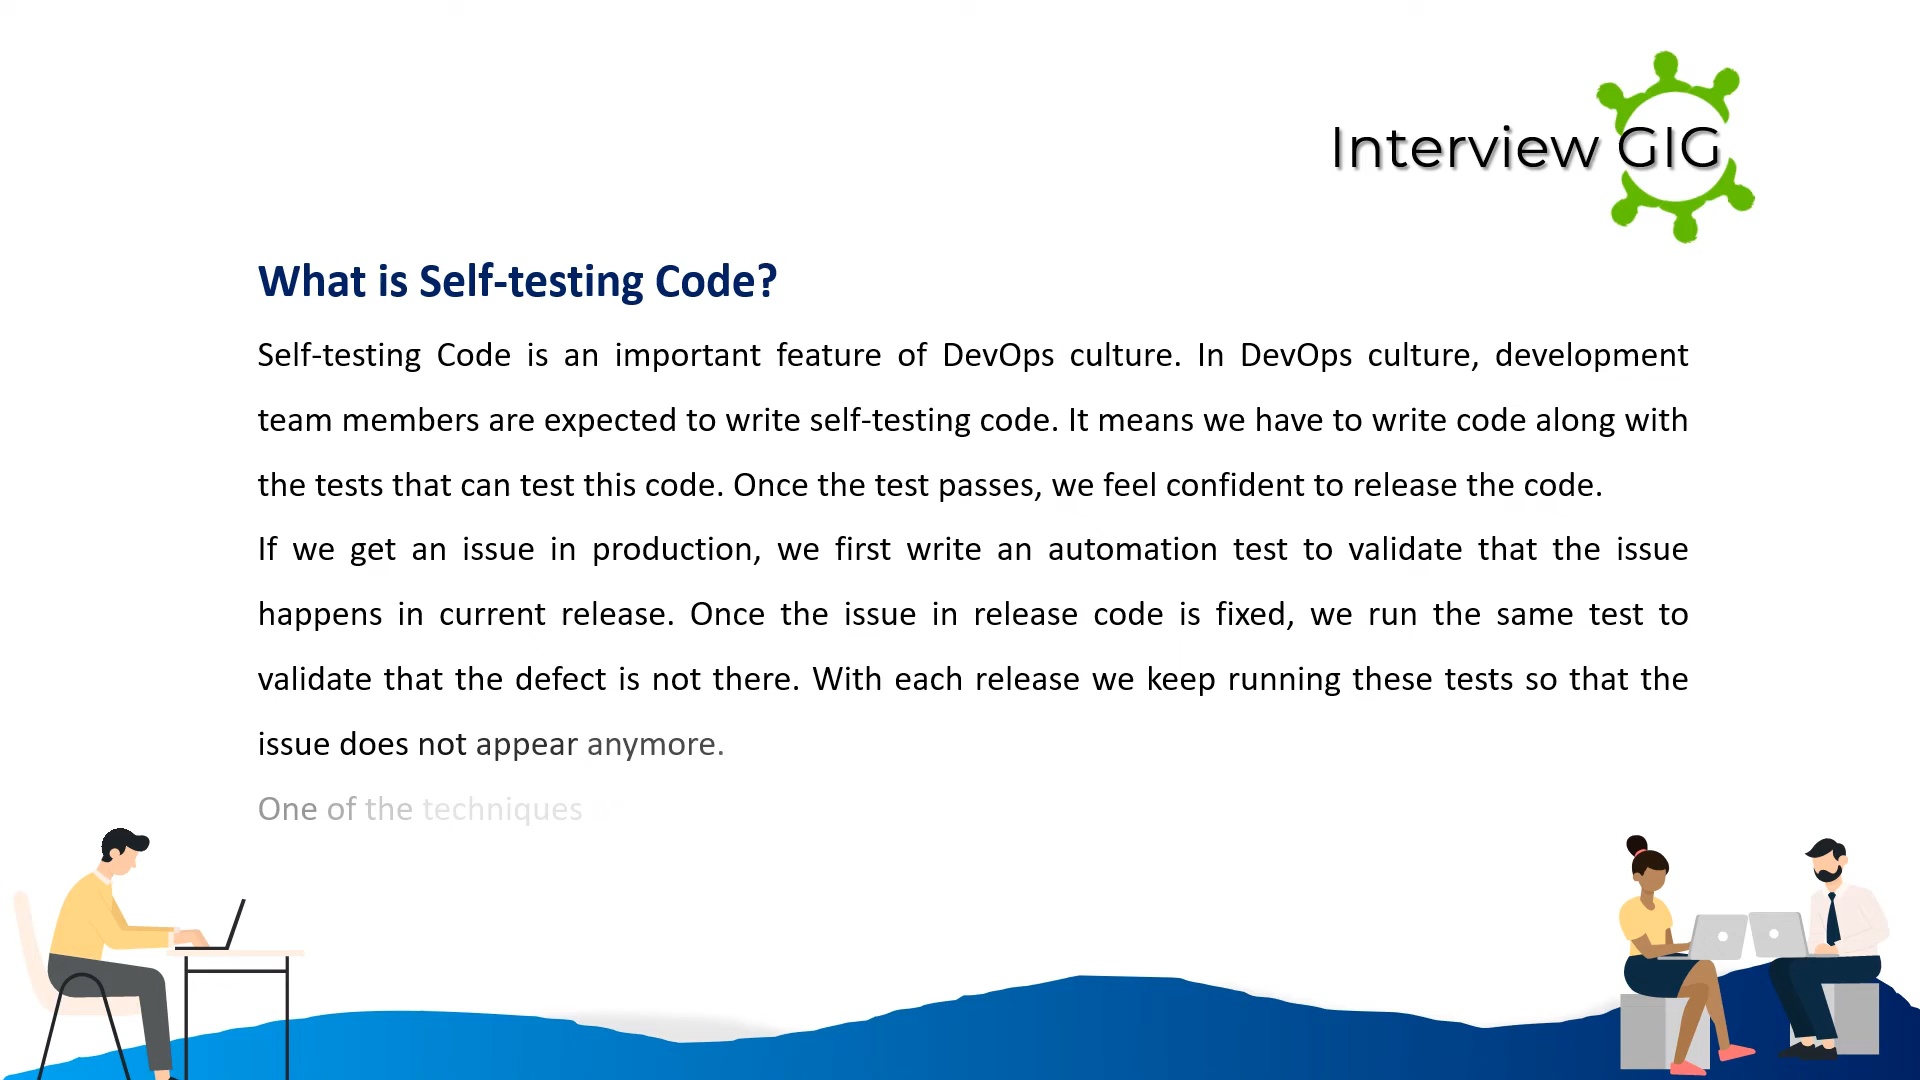 Interview GIG
What is Self-testing Code?
Self-testing Code is an important feature of DevOps culture. In DevOps culture, development
team members are expected to write self-testing code. It means we have to write code along with
the tests that can test this code. Once the test passes, we feel confident to release the code.
If we get an issue in production, we first write an automation test to validate that the issue
happens in current release. Once the issue in release code is fixed, we run the same test to
validate that the defect is not there. With each release we keep running these tests so that the
issue does not appear anymore.
One of the techniques